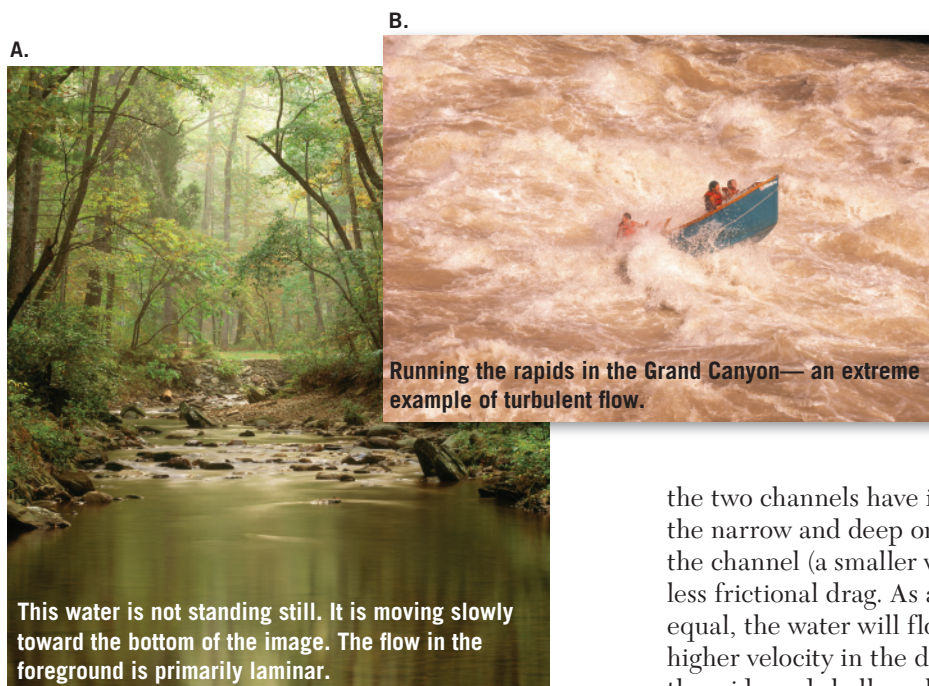 A.
This water is not standing still. It is moving slowly
toward the bottom of the image. The flow in the
foreground is primarily laminar.
B.
Running the rapids in the Grand Canyon— an extreme
example of turbulent flow.
the two channels have
the narrow and deep
the channel (a smaller
less frictional drag. As
equal, the water will
higher velocity in the